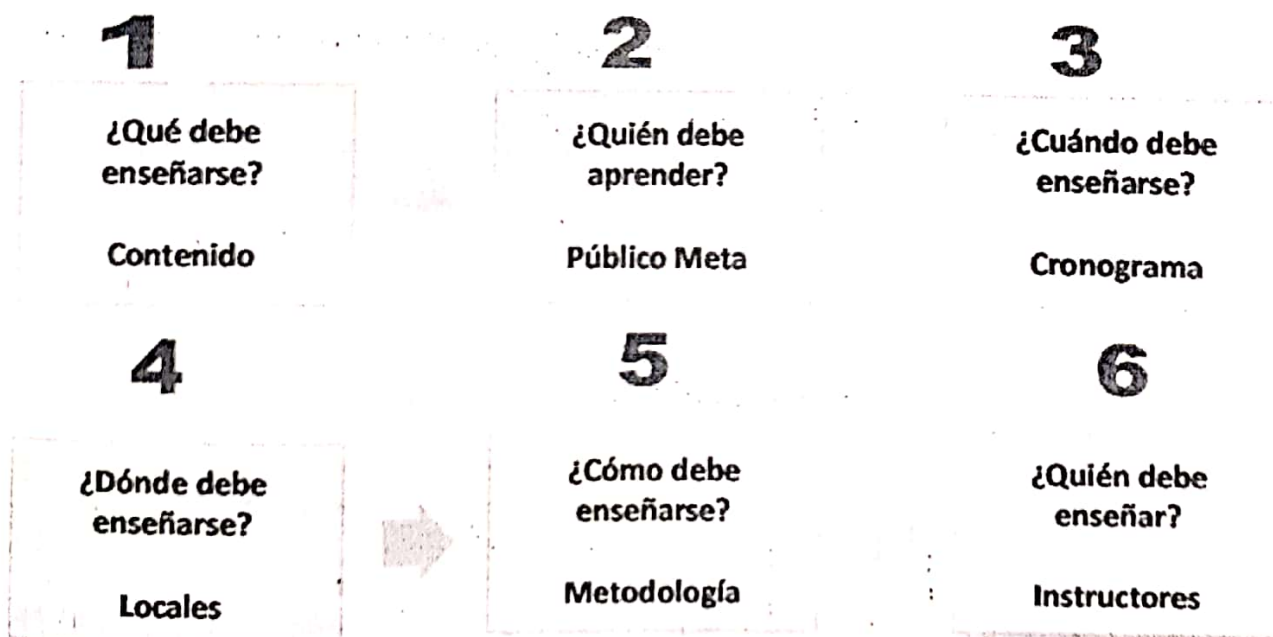 1
¿Qué debe
enseñarse?
Contenido
2
¿Quién debe
aprender?
Público Meta
3
¿Cuándo debe
enseñarse?
Cronograma
4
¿Dónde debe
enseñarse?
Locales
5
¿Cómo debe
enseñarse?
Metodología
6
¿Quién debe
enseñar?
Instructores